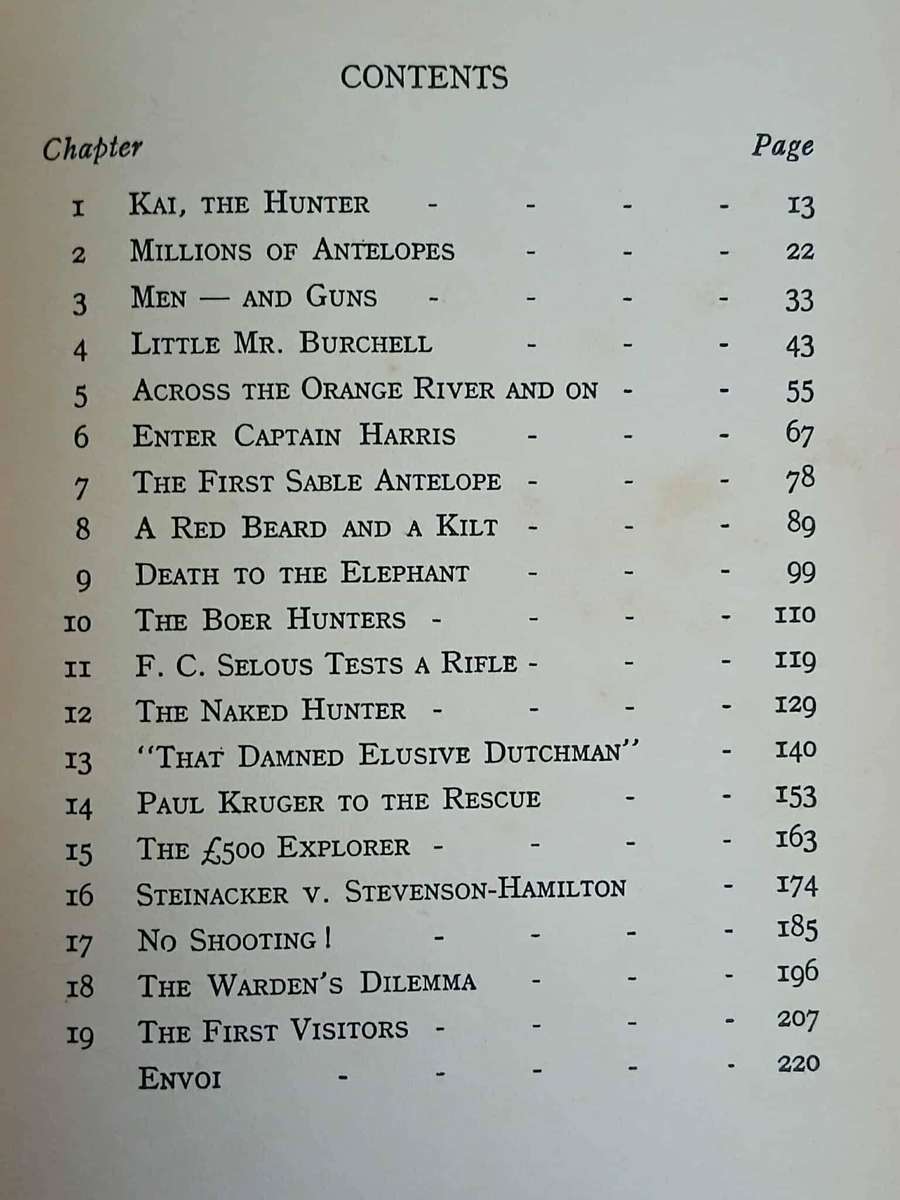 CONTENTS
Chapter Page
1 KAI, THE HUNTER - - - - 13
2 MILLIONS OF ANTELOPES - - - 22
3 MEN — AND GUNS - - - - 33
4 LITTLE MR. BURCHELL - - - 43
5 ACROSS THE ORANGE RIVER AND ON - - 55
6 ENTER CAPTAIN HARRIS - - - 67
7 THE FIRST SABLE ANTELOPE - - - 78
8 A RED BEARD AND A KILT - - - 89
9 DEATH TO THE ELEPHANT - - - 99
10 THE BOER HUNTERS - - - - 110
11 F. C. SELOUS TESTS A RIFLE - - - 119
12 THE NAKED HUNTER - - - - 129
13 "THAT DAMNED ELUSIVE DUTCHMAN" - 140
14 PAUL KRUGER TO THE RESCUE - - 153
15 THE £500 EXPLORER - - - - 163
16 STEINACKER V. STEVENSON-HAMILTON - 174
17 NO SHOOTING! - - - - 185
18 THE WARDEN'S DILEMMA - - - 196
19 THE FIRST VISITORS - - - - 207
ENVOI - - - - - 220